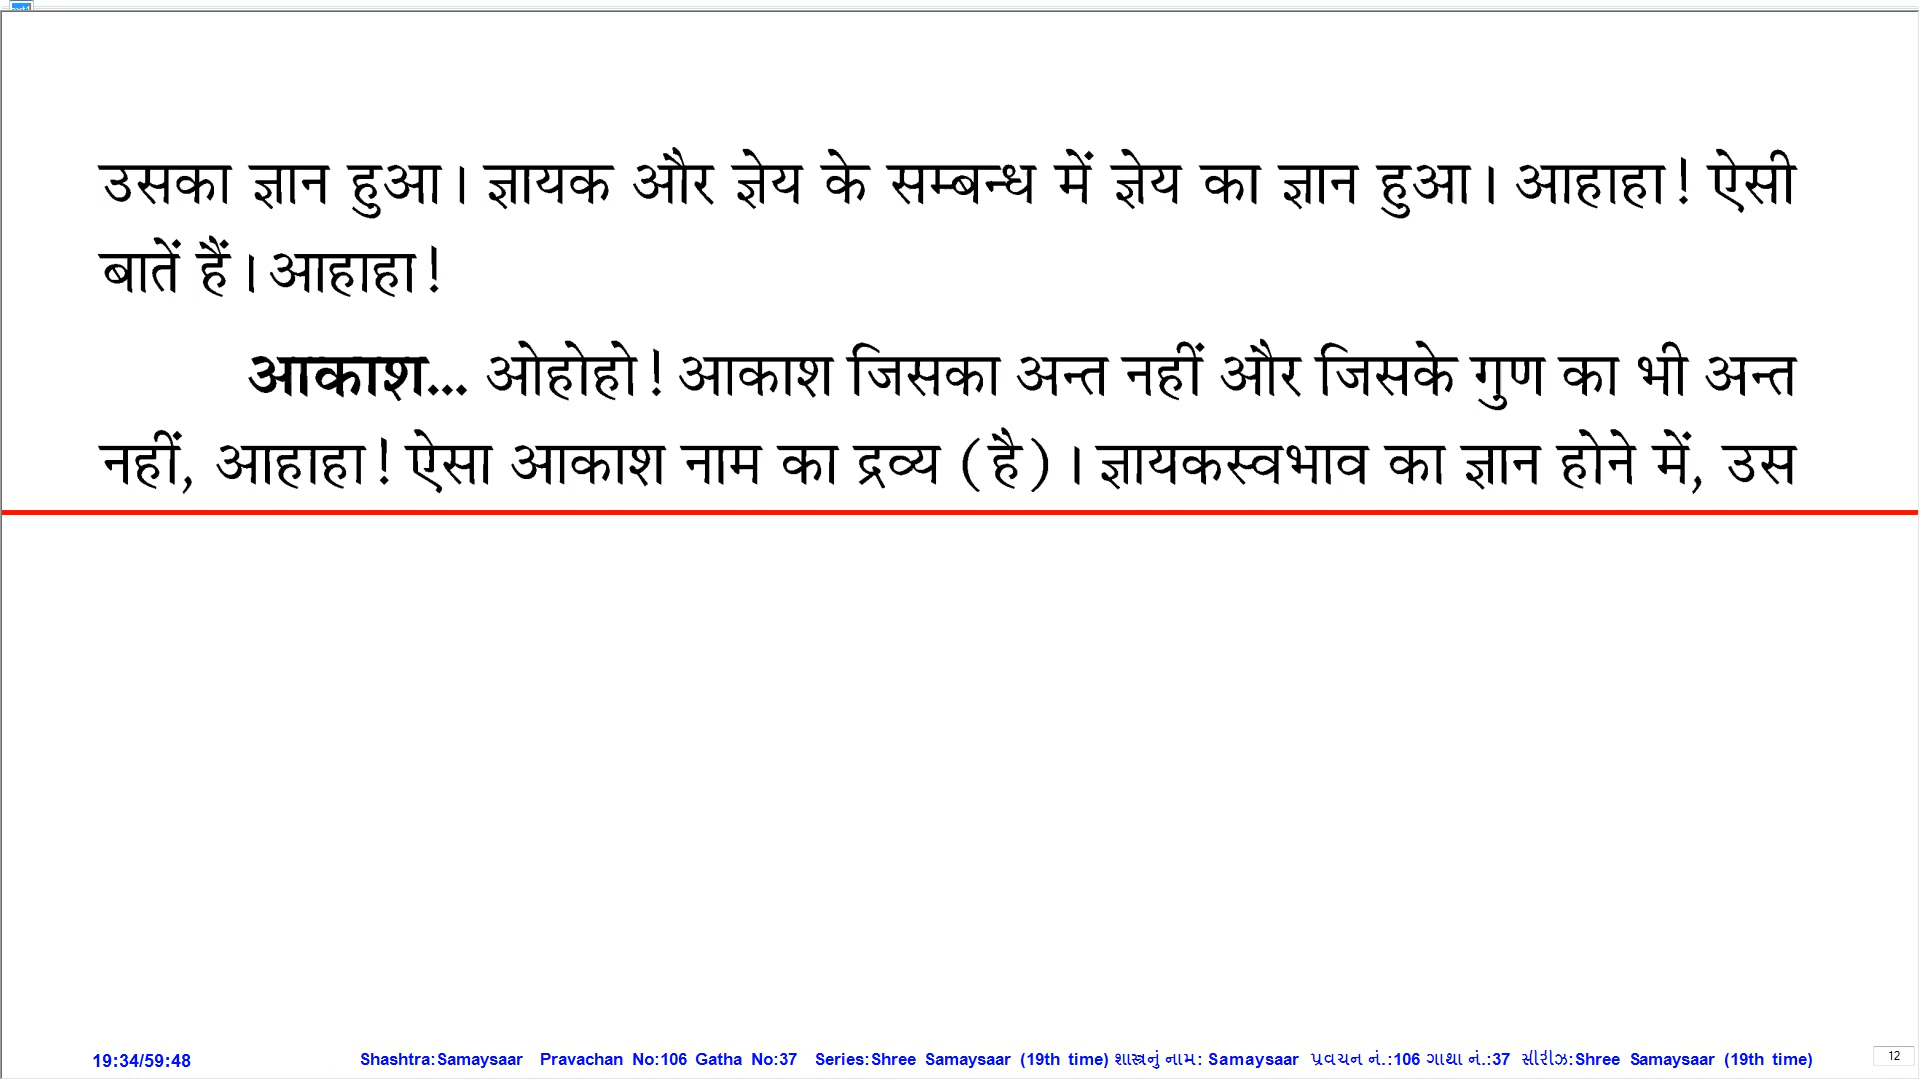 उसका ज्ञान हुआ। ज्ञायक और ज्ञेय के सम्बन्ध में ज्ञेय का ज्ञान हुआ। आहाहा! ऐसी
बातें हैं। आहाहा!
आकाश... ओहोहो! आकाश जिसका अन्त नहीं और जिसके गुण का भी अन्त
नहीं, आहाहा! ऐसा आकाश नाम का द्रव्य (है)। ज्ञायकस्वभाव का ज्ञान होने में, उस
19:34/59:48 Shashtra:Samaysaar Pravachan No:106 Gatha No:37 Series:Shree Samaysaar (19th time) શાસ્ત્રનું નામ: Samaysaar પ્રવચન નં.:106 ગાથા નં.:37 સીરીઝ:Shree Samaysaar (19th time) 12